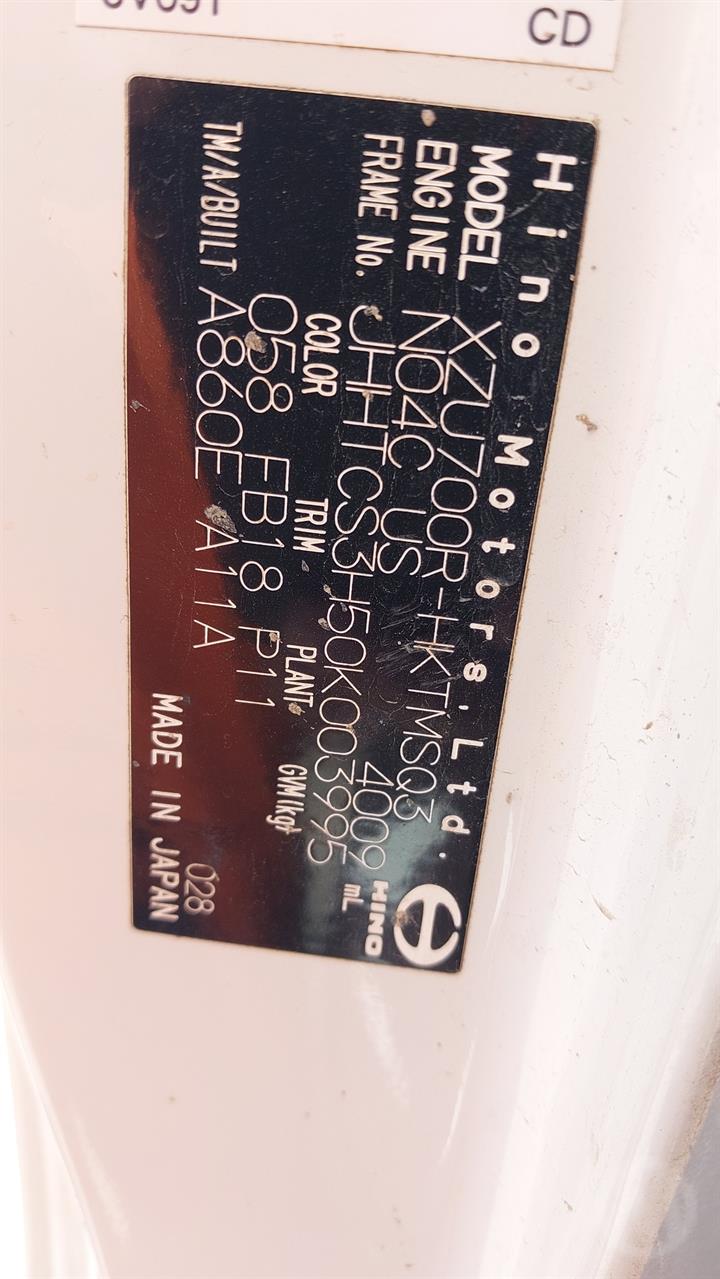 CD
Hino Motors, Ltd.
HINO
MODEL XZU700R-HKTMSQ3
ENGINE N04C US 4009 mL
FRAME No. JHHTCS3H50K003995
COLOR TRIM PLANT GVM(kg)
058 EB18 P11
TM/A/BUILT A860E A11A
028
MADE IN JAPAN